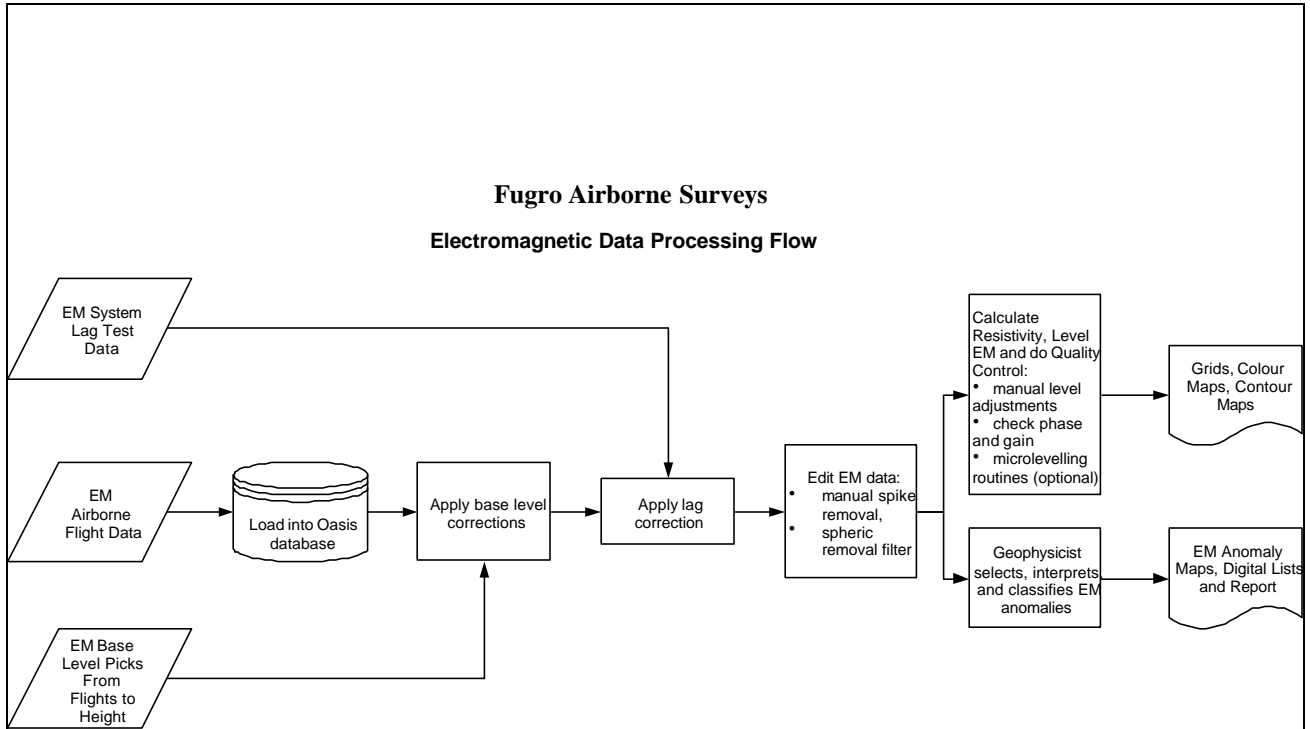 Fugro Airborne Surveys
Electromagnetic Data Processing Flow
EM System
Lag Test
Data
EM
Airborne
Flight Data
EM Base
Level Picks
From
Flights to
Height
Load into Oasis
database
Apply base level
corrections
Apply lag
correction
Edit EM data:
• manual spike
removal,
• spheric
removal filter
Calculate
Resistivity, Level
EM and do Quality
Control:
• manual level
adjustments
• check phase
and gain
• microlevelling
routines (optional)
Grids, Colour
Maps, Contour
Maps
Geophysicist
selects, interprets
and classifies EM
anomalies
EM Anomaly
Maps, Digital Lists
and Report